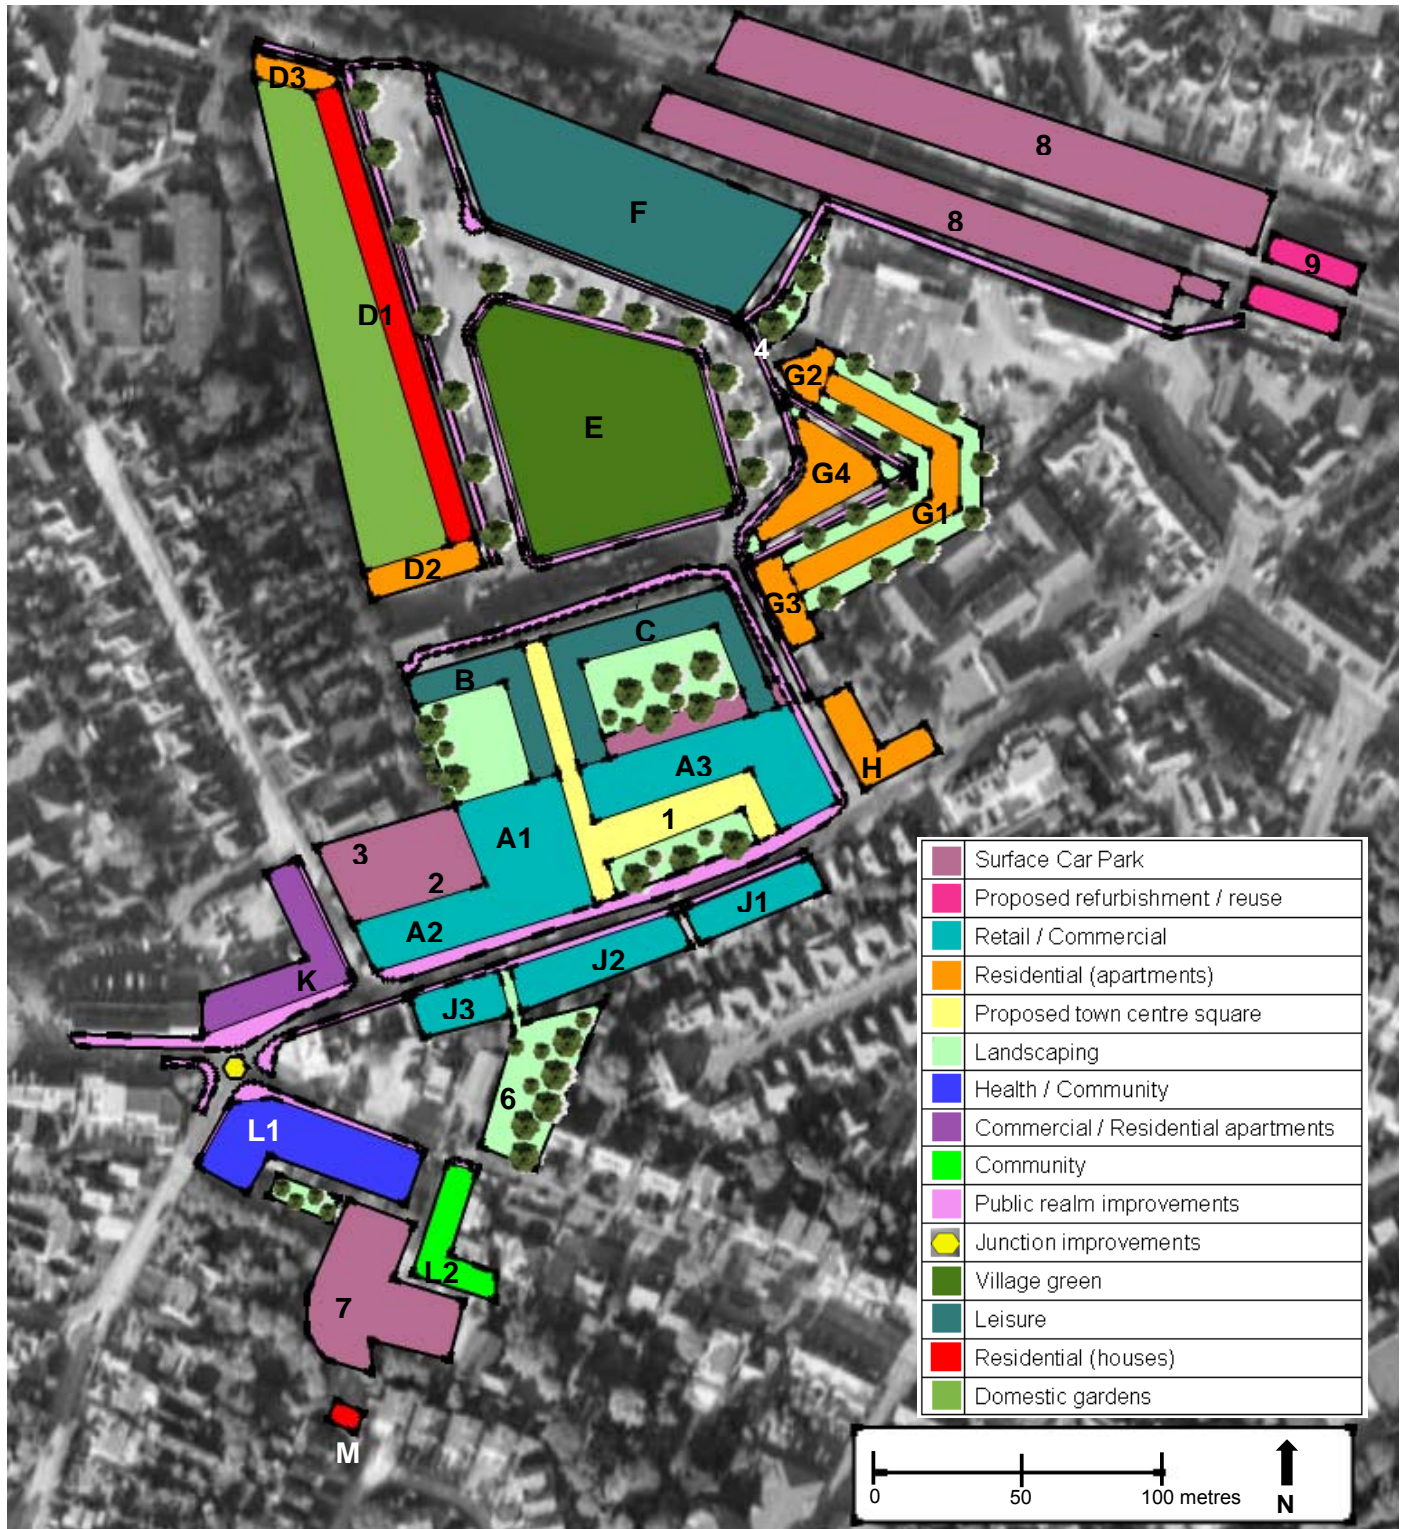 D3
8
F
8
9
D1
4
G2
E
G4
G1
D2
G3
C
B
A3
H
1
A1
3
2
J1
A2
J2
K
J3
6
L1
L2
7
M
Surface Car Park
Proposed refurbishment / reuse
Retail / Commercial
Residential (apartments)
Proposed town centre square
Landscaping
Health / Community
Commercial / Residential apartments
Community
Public realm improvements
Junction improvements
Village green
Leisure
Residential (houses)
Domestic gardens
0 50 100 metres N